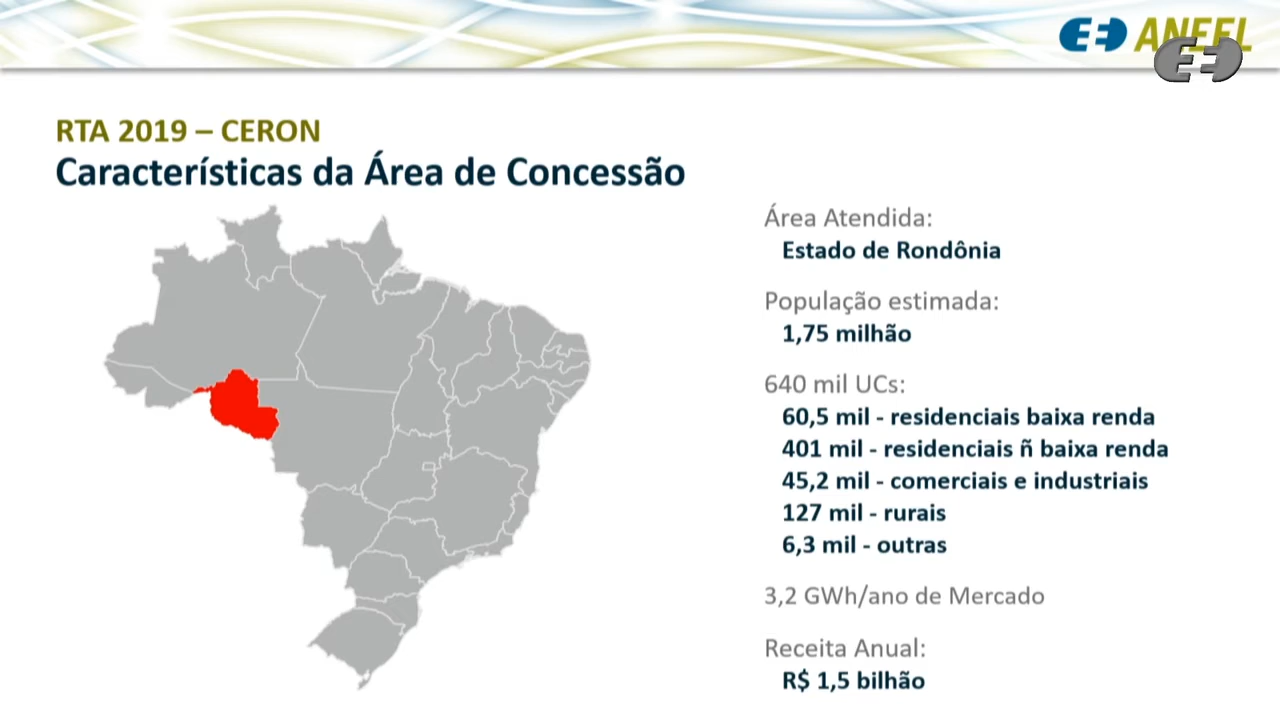 ANEEL
RTA 2019 – CERON
Características da Área de Concessão
Área Atendida:
Estado de Rondônia
População estimada:
1,75 milhão
640 mil UCs:
60,5 mil - residenciais baixa renda
401 mil - residenciais ñ baixa renda
45,2 mil - comerciais e industriais
127 mil - rurais
6,3 mil - outras
3,2 GWh/ano de Mercado
Receita Anual:
R$ 1,5 bilhão